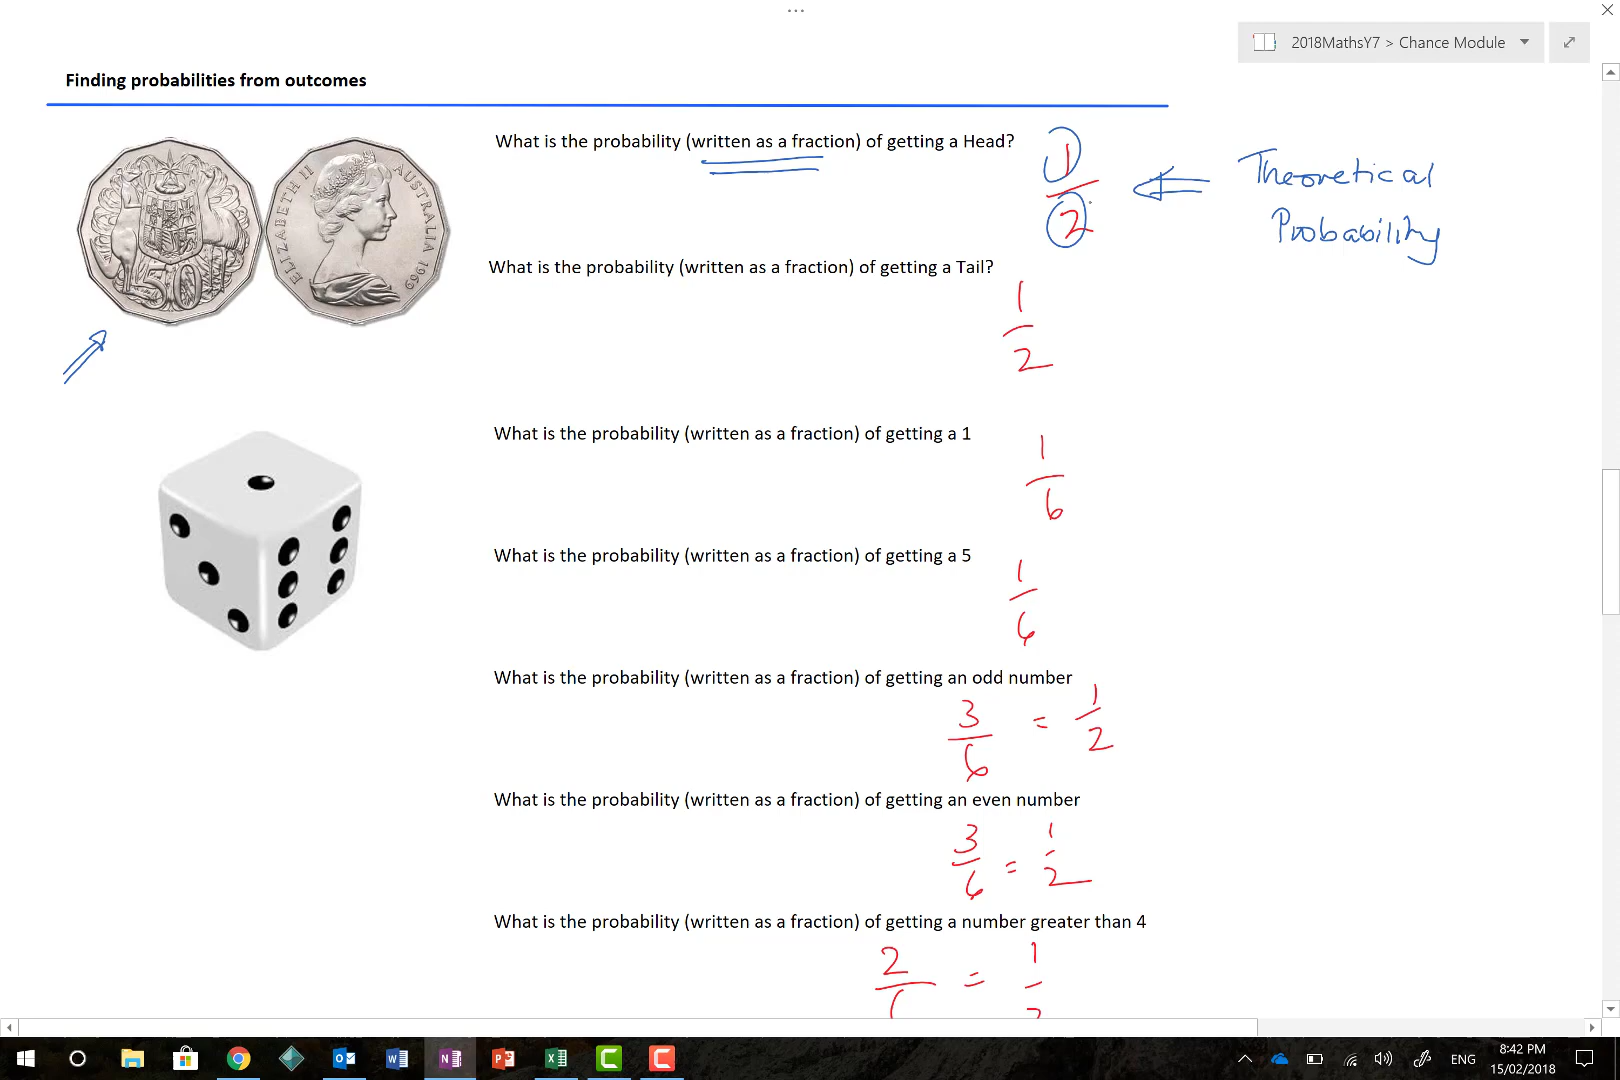 2018MathsY7 > Chance Module
Finding probabilities from outcomes
What is the probability (written as a fraction) of getting a Head?
1
2
Theoretical
Probability
50
ELIZABETH II AUSTRALIA 1969
What is the probability (written as a fraction) of getting a Tail?
1
2
What is the probability (written as a fraction) of getting a 1
1
6
What is the probability (written as a fraction) of getting a 5
1
6
What is the probability (written as a fraction) of getting an odd number
3 = 1
6 2
What is the probability (written as a fraction) of getting an even number
3 = 1
6 2
What is the probability (written as a fraction) of getting a number greater than 4
2 = 1
ENG
8:42 PM
15/02/2018